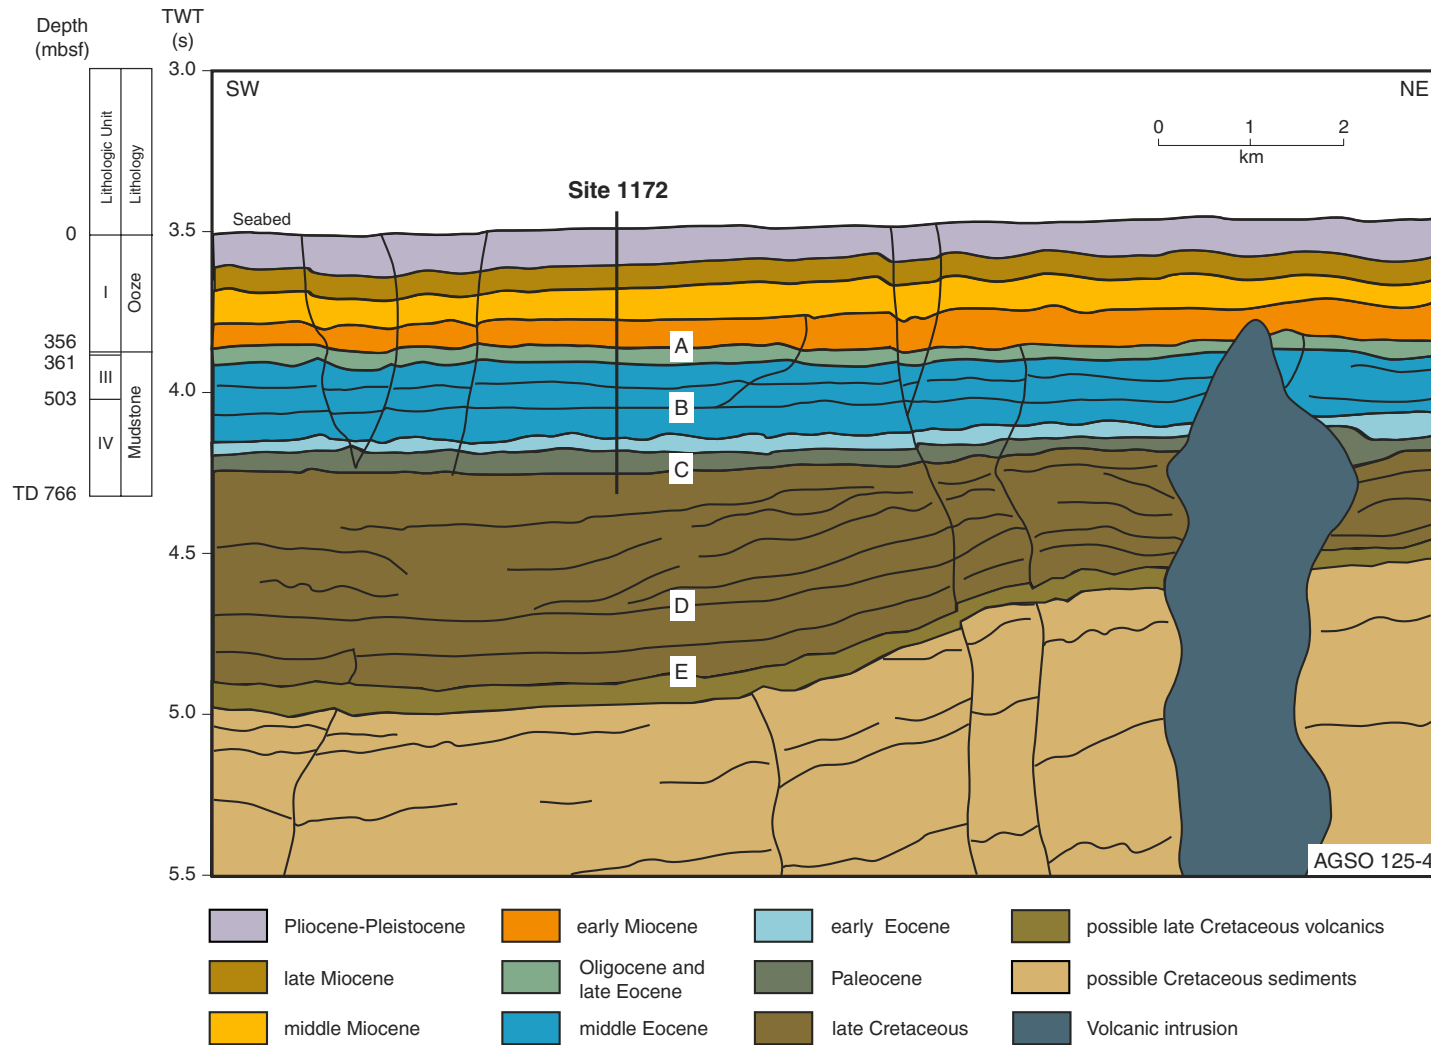 Depth
(mbsf)
TWT
(s)
Lithologic Unit
Lithology
3.0
SW
NE
0 1 2
km
Site 1172
Seabed
0
3.5
I
Ooze
356
361
III
503
IV
Mudstone
TD 766
A
4.0
B
C
4.5
D
E
5.0
5.5
AGSO 125-4
Pliocene-Pleistocene
early Miocene
early Eocene
possible late Cretaceous volcanics
late Miocene
Oligocene and
late Eocene
Paleocene
possible Cretaceous sediments
middle Miocene
middle Eocene
late Cretaceous
Volcanic intrusion